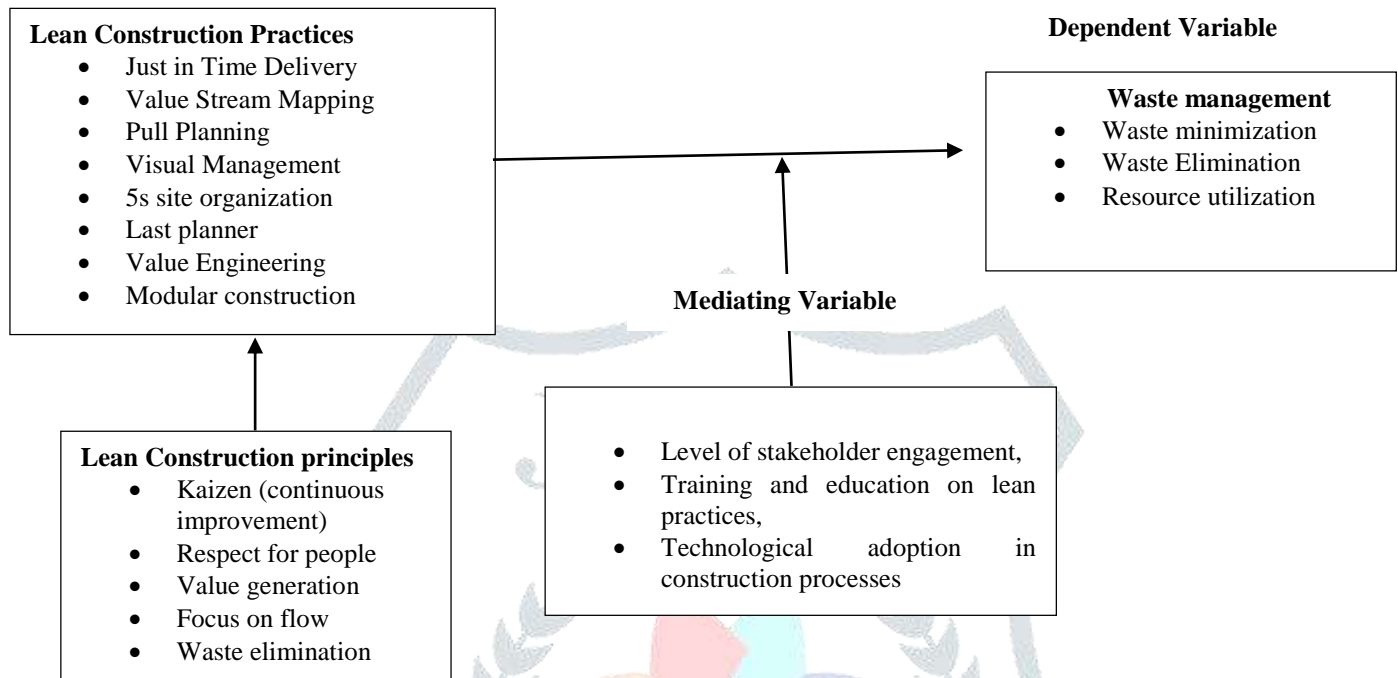 Lean Construction Practices
• Just in Time Delivery
• Value Stream Mapping
• Pull Planning
• Visual Management
• 5s site organization
• Last planner
• Value Engineering
• Modular construction
Dependent Variable
Waste management
• Waste minimization
• Waste Elimination
• Resource utilization
Mediating Variable
Lean Construction principles
• Kaizen (continuous
improvement)
• Respect for people
• Value generation
• Focus on flow
• Waste elimination
• Level of stakeholder engagement,
• Training and education on lean
practices,
• Technological adoption in
construction processes